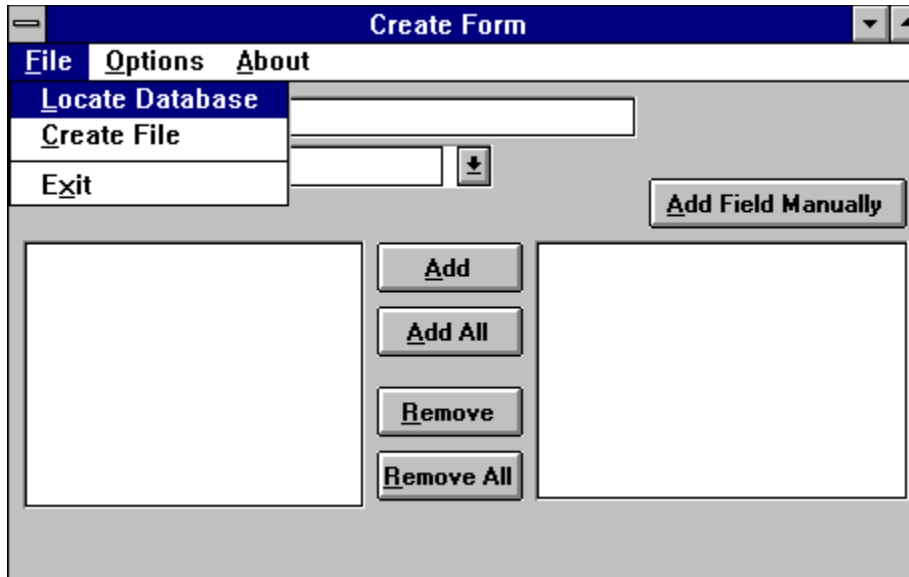 Create Form
File Options About
Locate Database
Create File
Exit
Add Field Manually
Add
Add All
Remove
Remove All